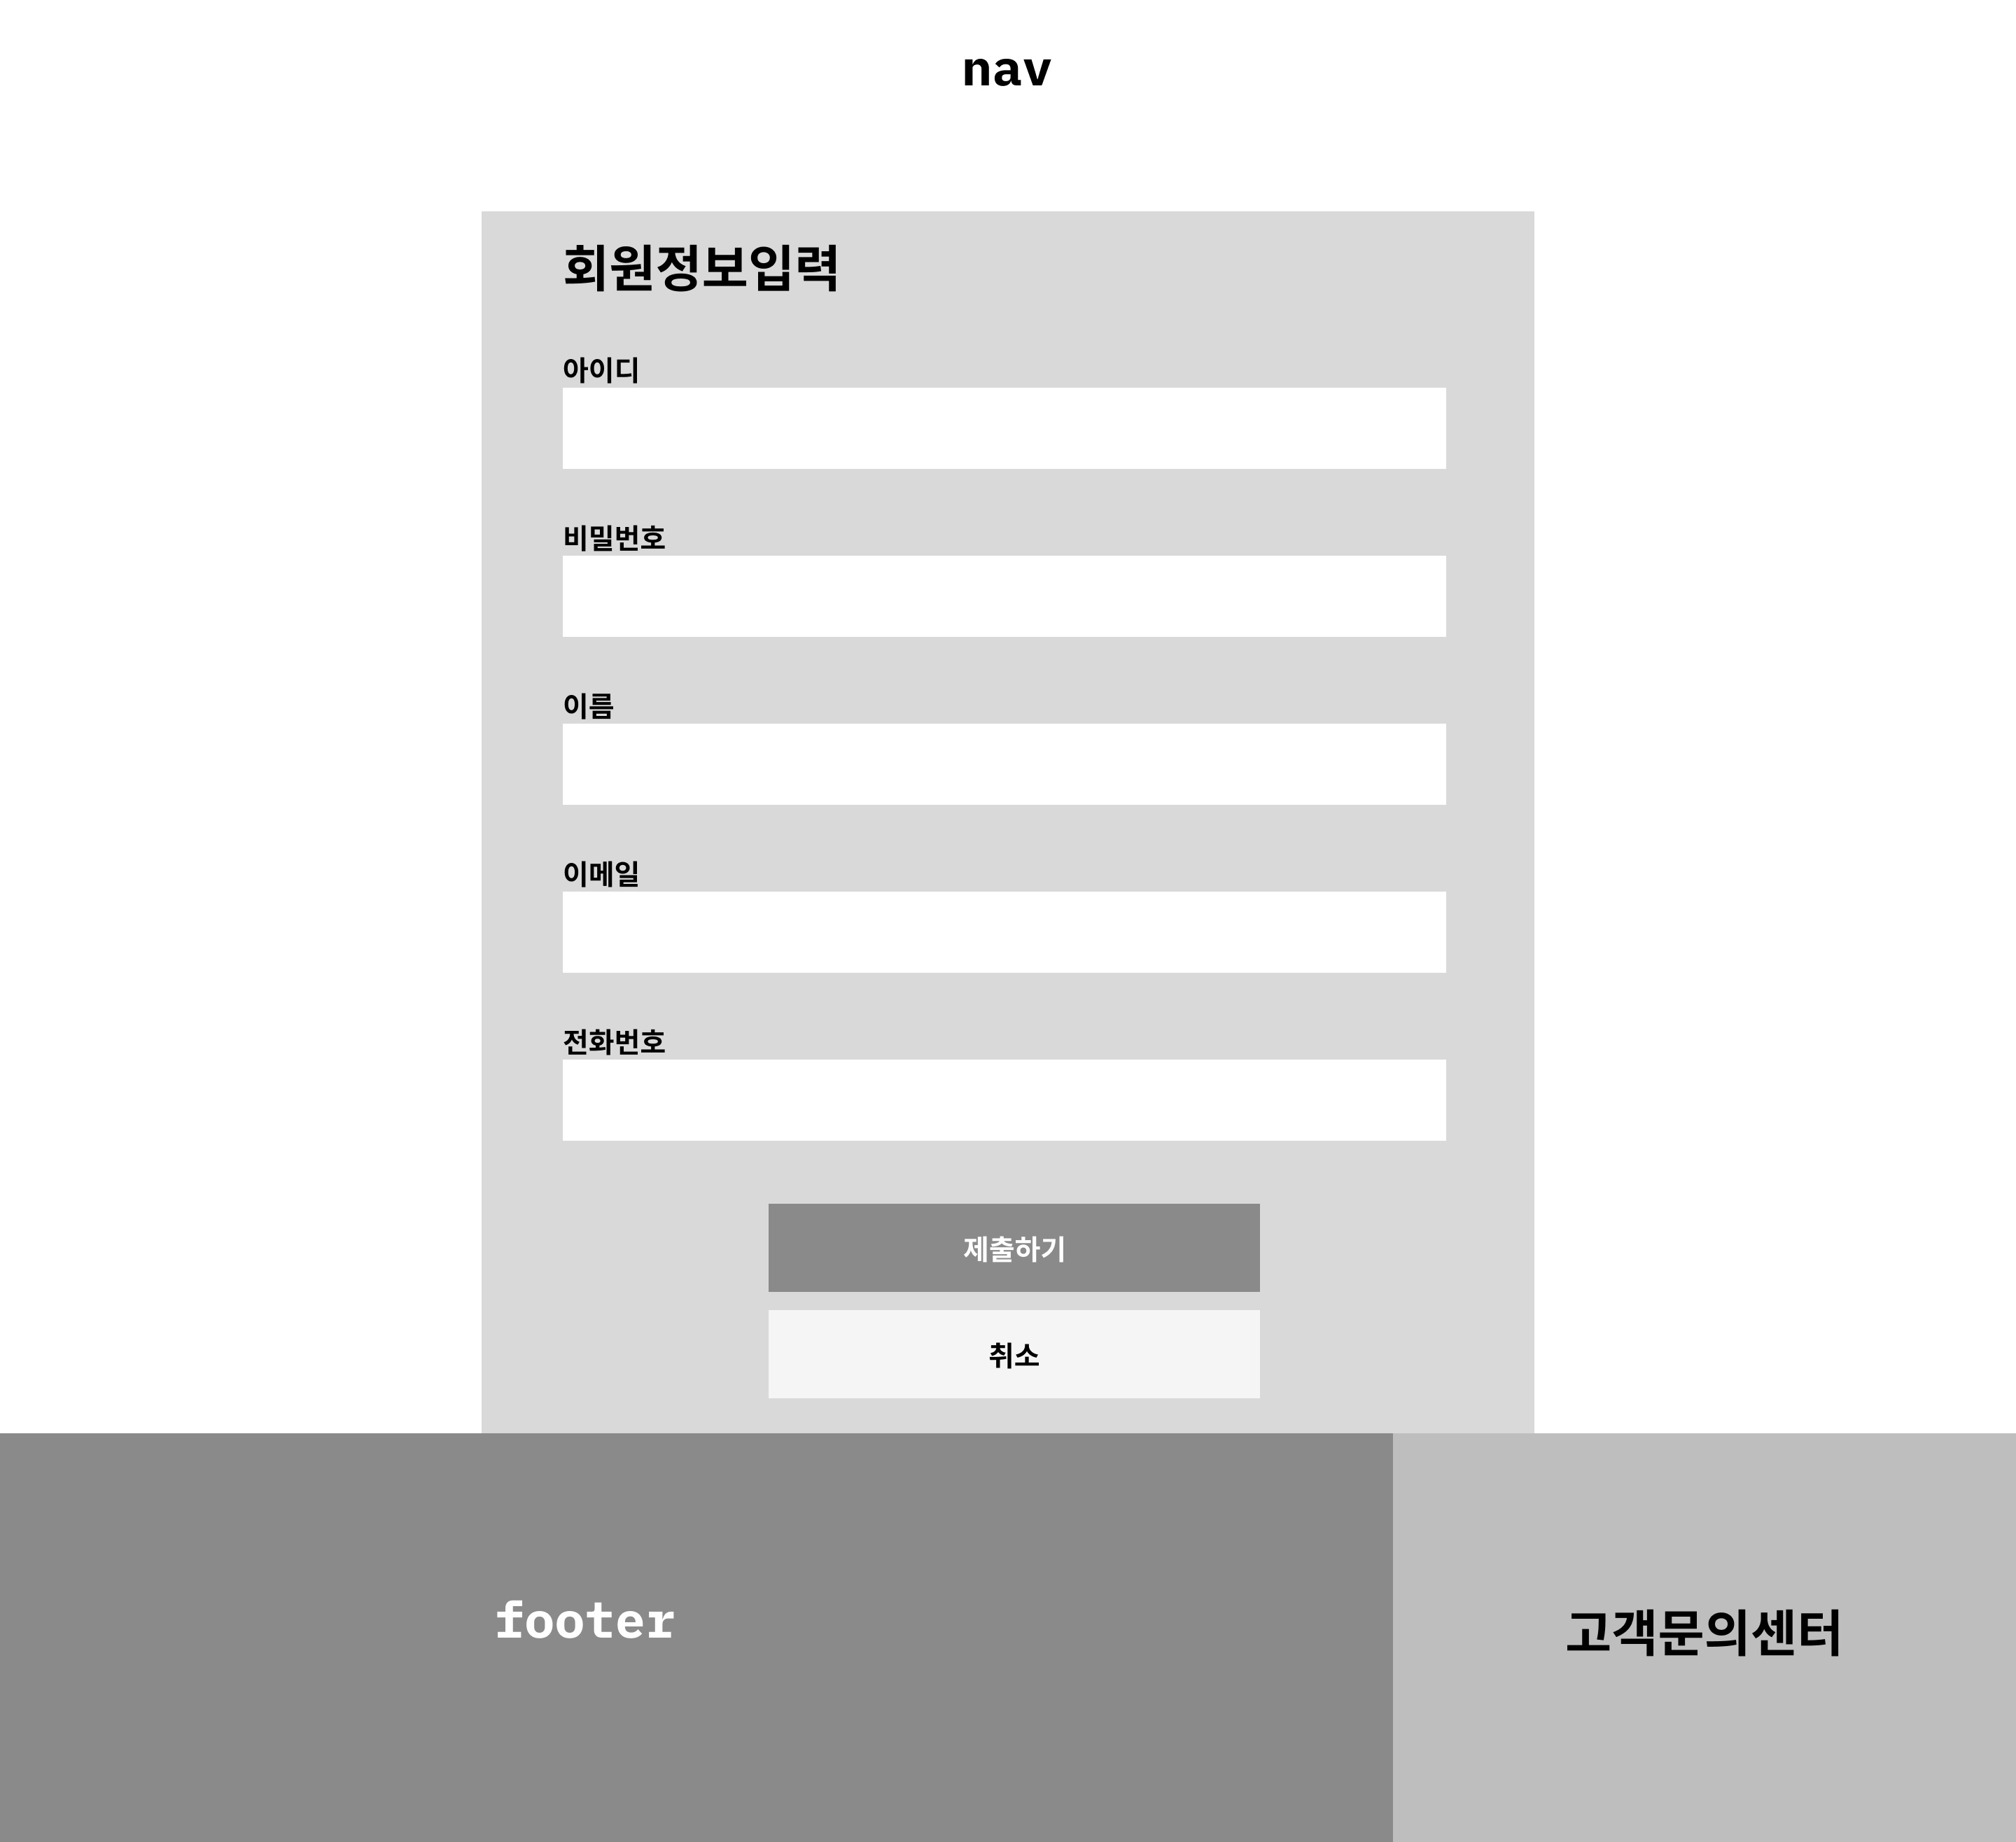 nav
회원정보입력
아이디
비밀번호
이름
이메일
전화번호
제출하기
취소
footer
고객문의센터